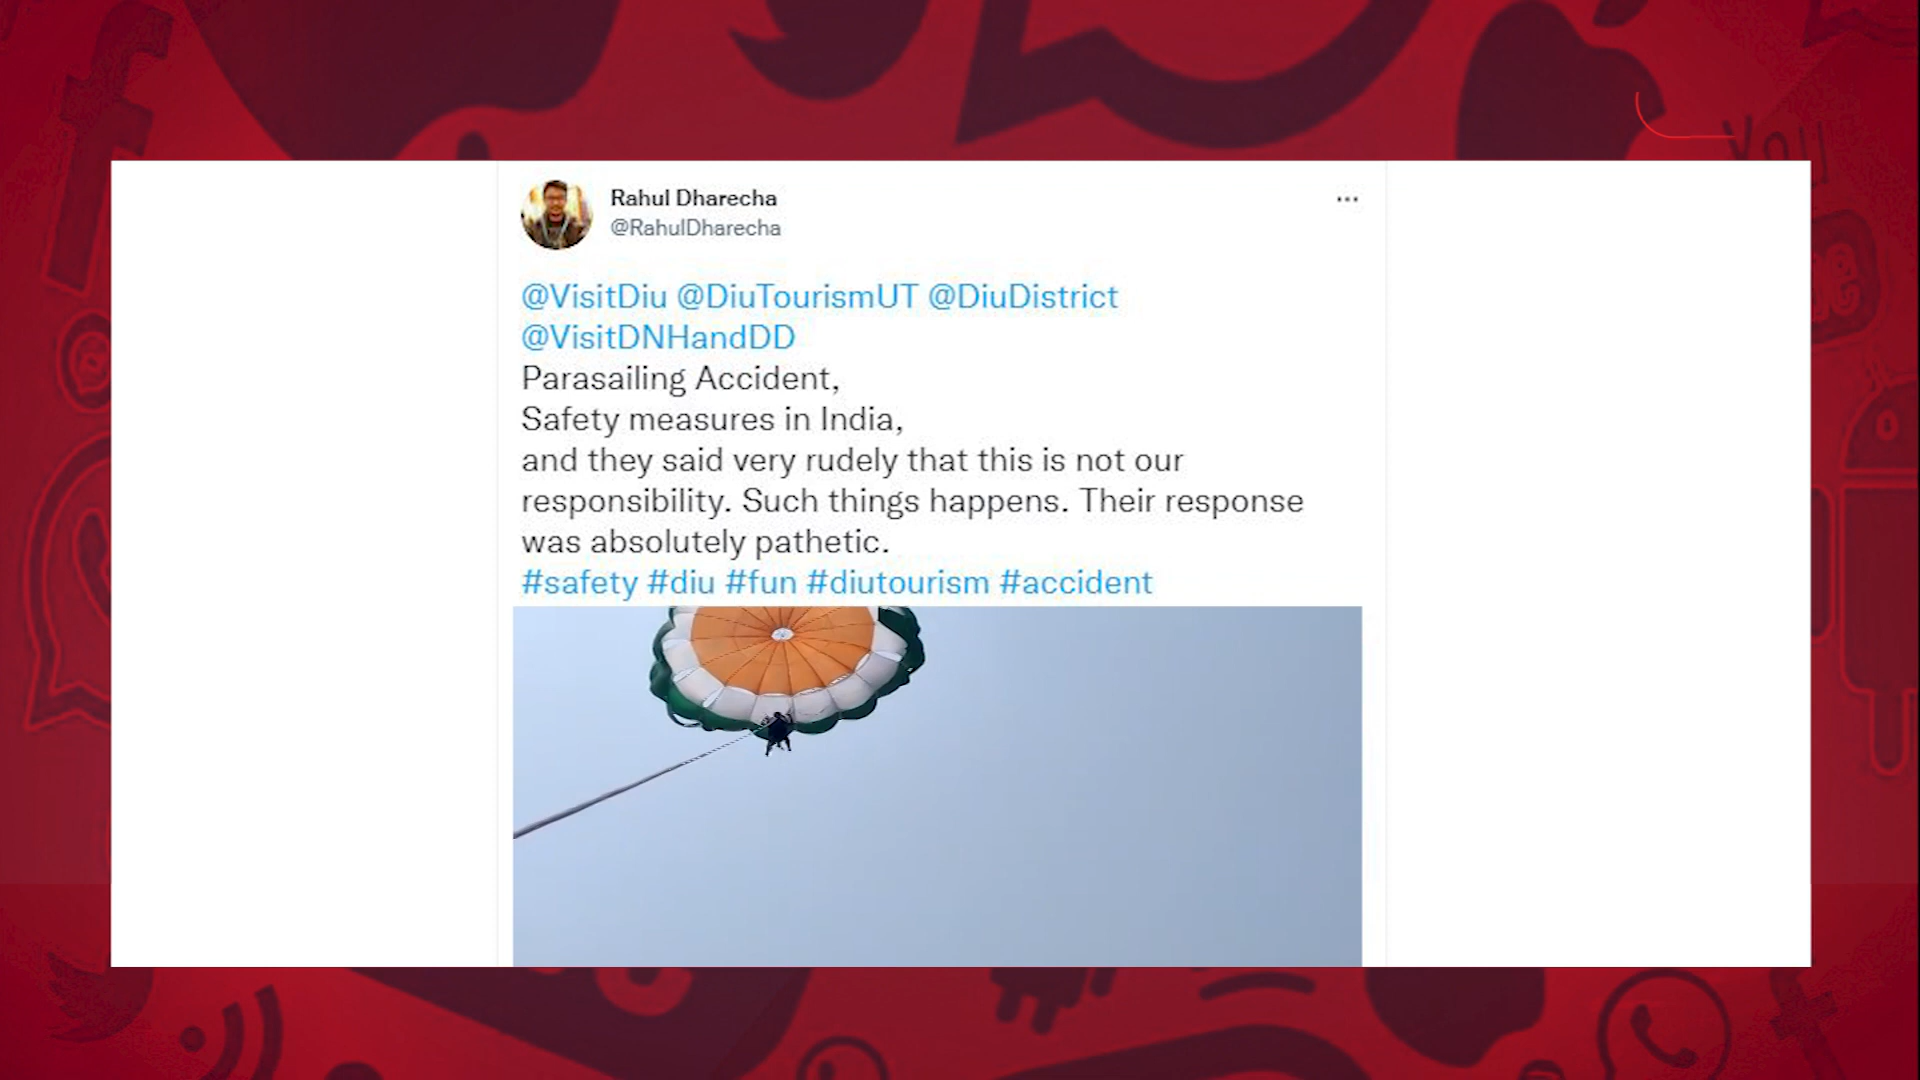 Rahul Dharecha
@RahulDharecha
@VisitDiu @DiuTourismUT @DiuDistrict
@VisitDNHandDD
Parasailing Accident,
Safety measures in India,
and they said very rudely that this is not our
responsibility. Such things happens. Their response
was absolutely pathetic.
#safety #diu #fun #diutourism #accident